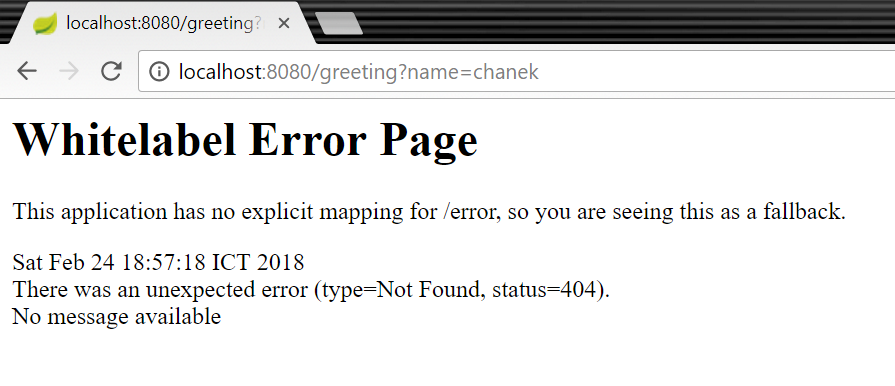 localhost:8080/greeting?
localhost:8080/greeting?name=chanek
Whitelabel Error Page
This application has no explicit mapping for /error, so you are seeing this as a fallback.
Sat Feb 24 18:57:18 ICT 2018
There was an unexpected error (type=Not Found, status=404).
No message available